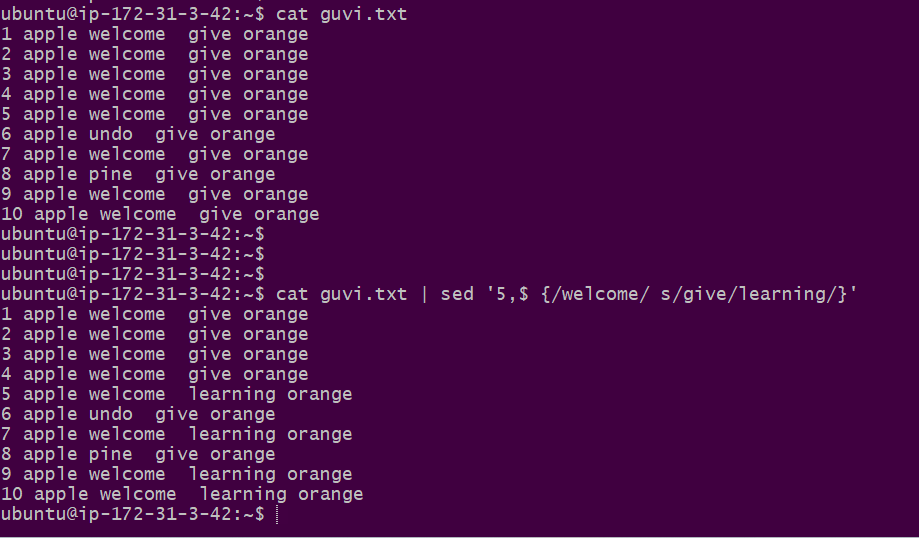 ubuntu@ip-172-31-3-42:~$ cat guvi.txt
1 apple welcome  give orange
2 apple welcome  give orange
3 apple welcome  give orange
4 apple welcome  give orange
5 apple welcome  give orange
6 apple undo  give orange
7 apple welcome  give orange
8 apple pine  give orange
9 apple welcome  give orange
10 apple welcome  give orange
ubuntu@ip-172-31-3-42:~$
ubuntu@ip-172-31-3-42:~$
ubuntu@ip-172-31-3-42:~$
ubuntu@ip-172-31-3-42:~$ cat guvi.txt | sed '5,$ {/welcome/ s/give/learning/}'
1 apple welcome  give orange
2 apple welcome  give orange
3 apple welcome  give orange
4 apple welcome  give orange
5 apple welcome  learning orange
6 apple undo  give orange
7 apple welcome  learning orange
8 apple pine  give orange
9 apple welcome  learning orange
10 apple welcome  learning orange
ubuntu@ip-172-31-3-42:~$